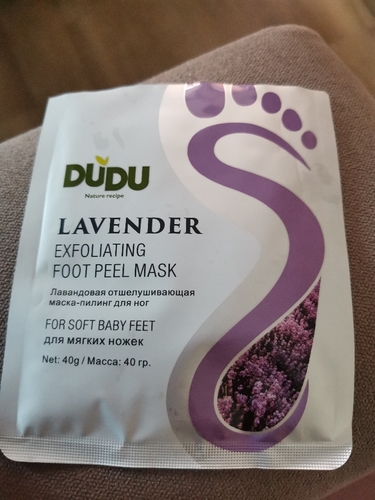 DUDU
Nature recipe
LAVENDER
EXFOLIATING
FOOT PEEL MASK
Лавандовая отшелушивающая
маска-пилинг для ног
FOR SOFT BABY FEET
для мягких ножек
Net: 40g / Масса: 40 гр.